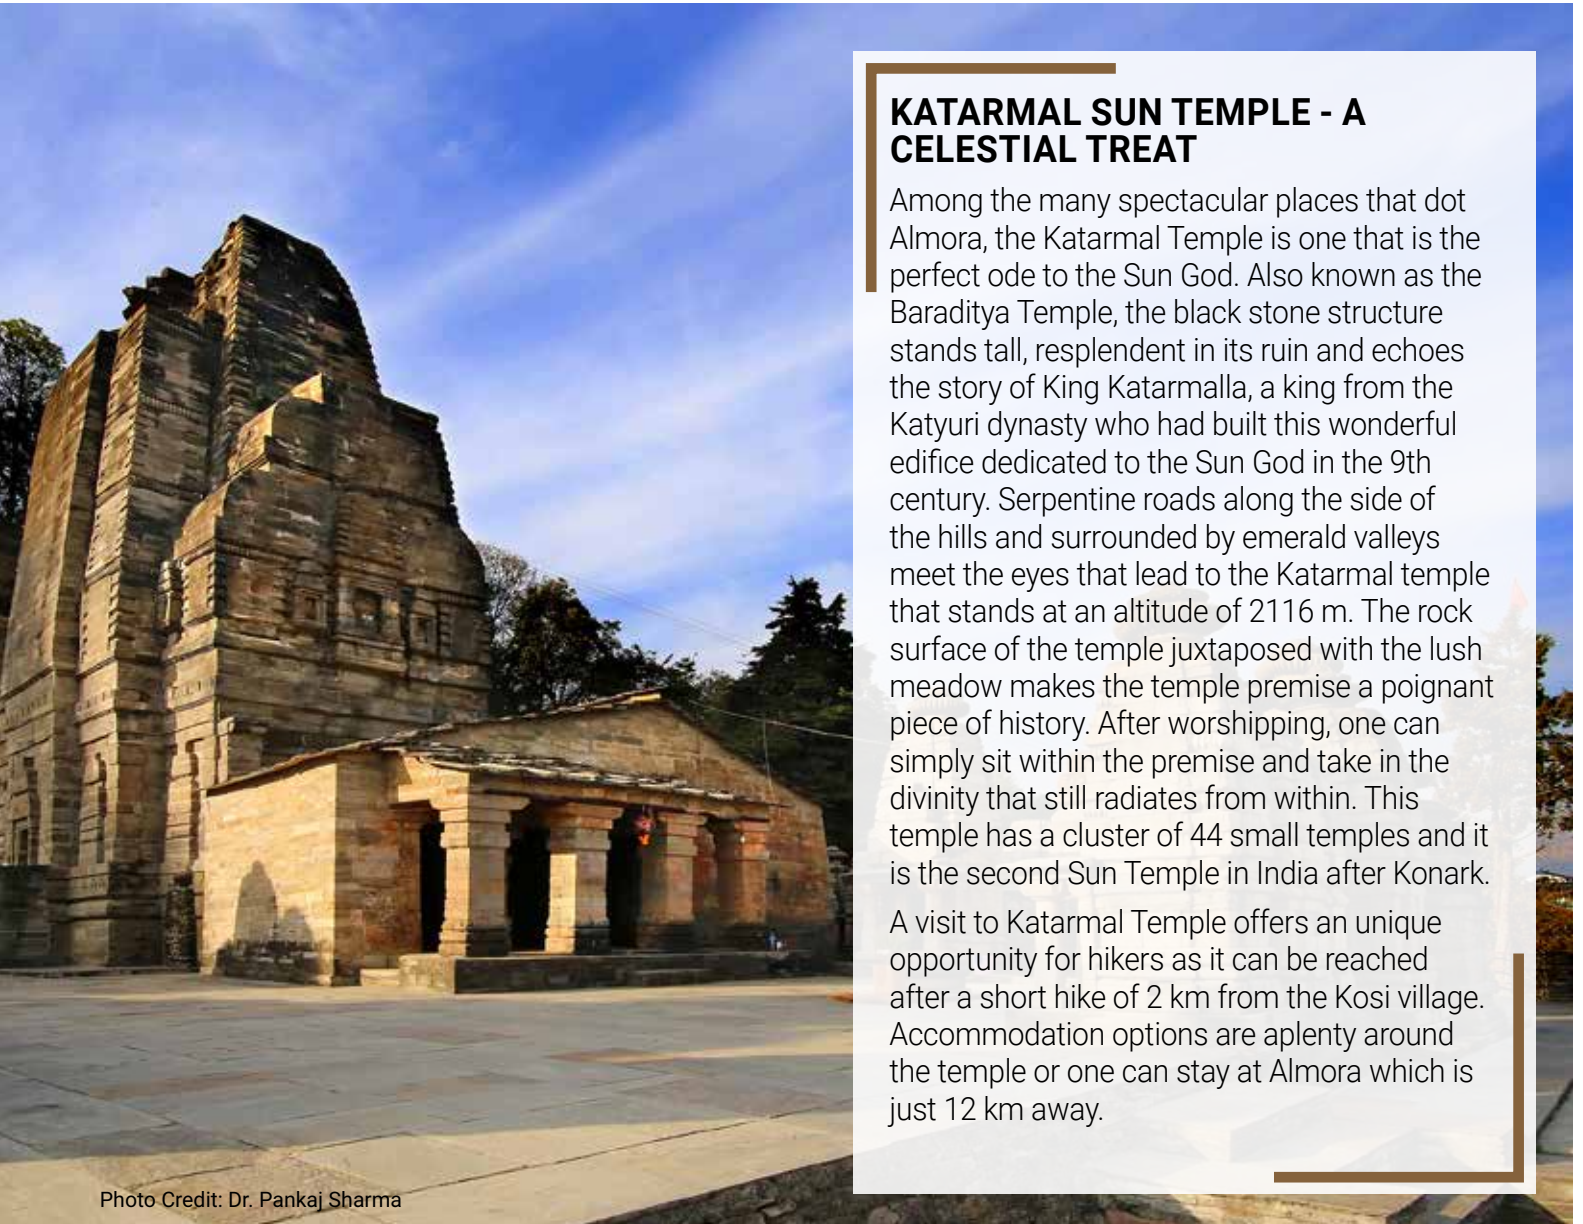 KATARMAL SUN TEMPLE - A
CELESTIAL TREAT
Among the many spectacular places that dot
Almora, the Katarmal Temple is one that is the
perfect ode to the Sun God. Also known as the
Baraditya Temple, the black stone structure
stands tall, resplendent in its ruin and echoes
the story of King Katarmalla, a king from the
Katyuri dynasty who had built this wonderful
edifice dedicated to the Sun God in the 9th
century. Serpentine roads along the side of
the hills and surrounded by emerald valleys
meet the eyes that lead to the Katarmal temple
that stands at an altitude of 2116 m. The rock
surface of the temple juxtaposed with the lush
meadow makes the temple premise a poignant
piece of history. After worshipping, one can
simply sit within the premise and take in the
divinity that still radiates from within. This
temple has a cluster of 44 small temples and it
is the second Sun Temple in India after Konark.
A visit to Katarmal Temple offers an unique
opportunity for hikers as it can be reached
after a short hike of 2 km from the Kosi village.
Accommodation options are aplenty around
the temple or one can stay at Almora which is
just 12 km away.
Photo Credit: Dr. Pankaj Sharma